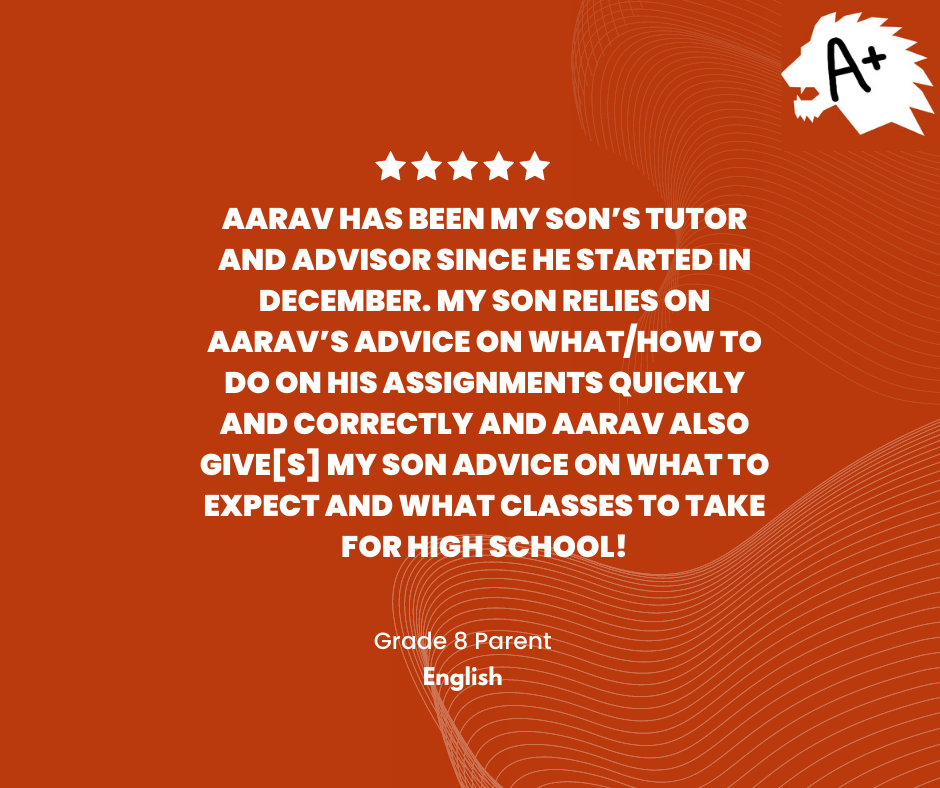 A+
AARAV HAS BEEN MY SON'S TUTOR
AND ADVISOR SINCE HE STARTED IN
DECEMBER. MY SON RELIES ON
AARAV'S ADVICE ON WHAT/HOW TO
DO ON HIS ASSIGNMENTS QUICKLY
AND CORRECTLY AND AARAV ALSO
GIVE[S] MY SON ADVICE ON WHAT TO
EXPECT AND WHAT CLASSES TO TAKE
FOR HIGH SCHOOL!
Grade 8 Parent
English